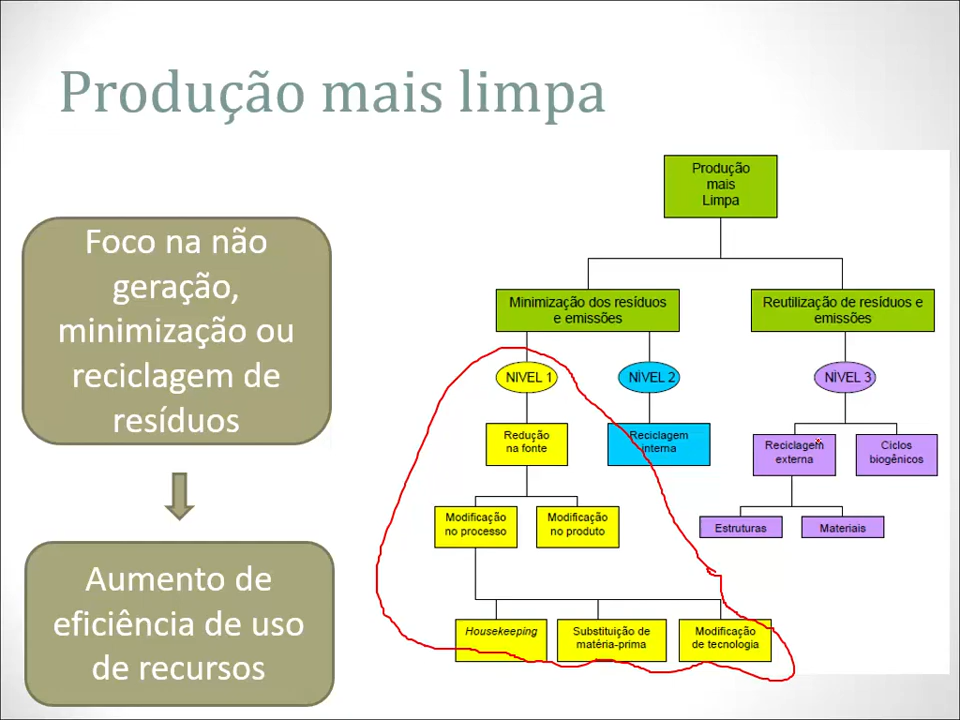 Produção mais limpa
Foco na não
geração,
minimização ou
reciclagem de
resíduos
Aumento de
eficiência de uso
de recursos
Produção
mais
Limpa
Minimização dos resíduos
e emissões
Reutilização de resíduos e
emissões
NIVEL 1
NÍVEL 2
NÍVEL 3
Redução
na fonte
Reciclagem
interna
Reciclagem
externa
Ciclos
biogênicos
Modificação
no processo
Modificação
no produto
Estruturas
Materiais
Housekeeping
Substituição de
matéria-prima
Modificação
de tecnologia